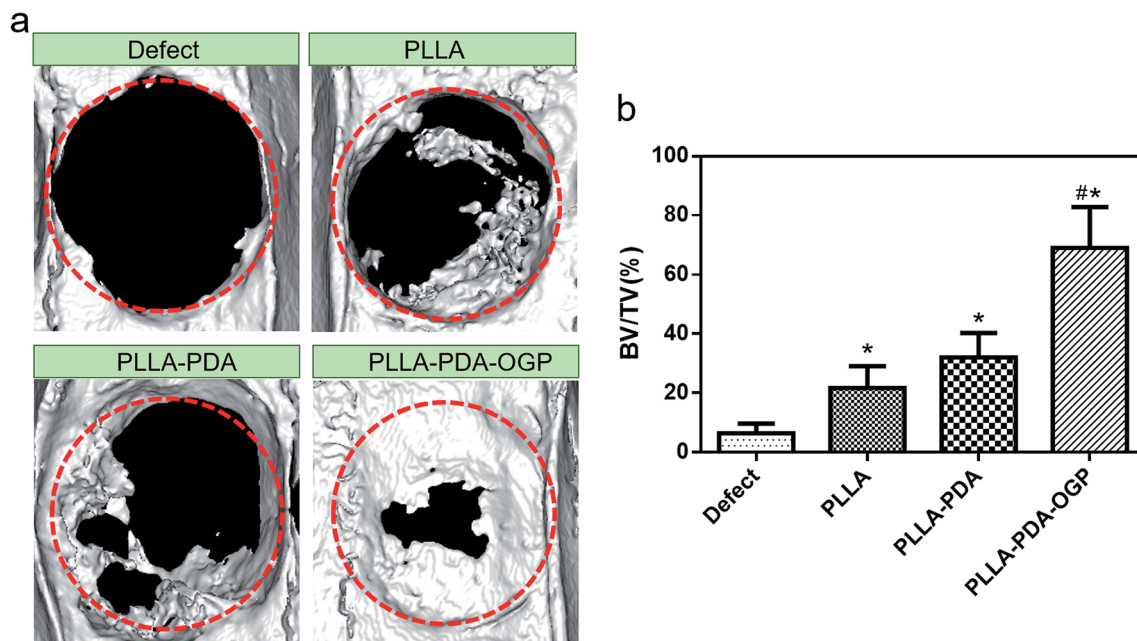 a
Defect
PLLA
PLLA-PDA
PLLA-PDA-OGP
b
BV/TV(%)
100
80
60
40
20
0
*
*
#*
Defect
PLLA
PLLA-PDA
PLLA-PDA-OGP